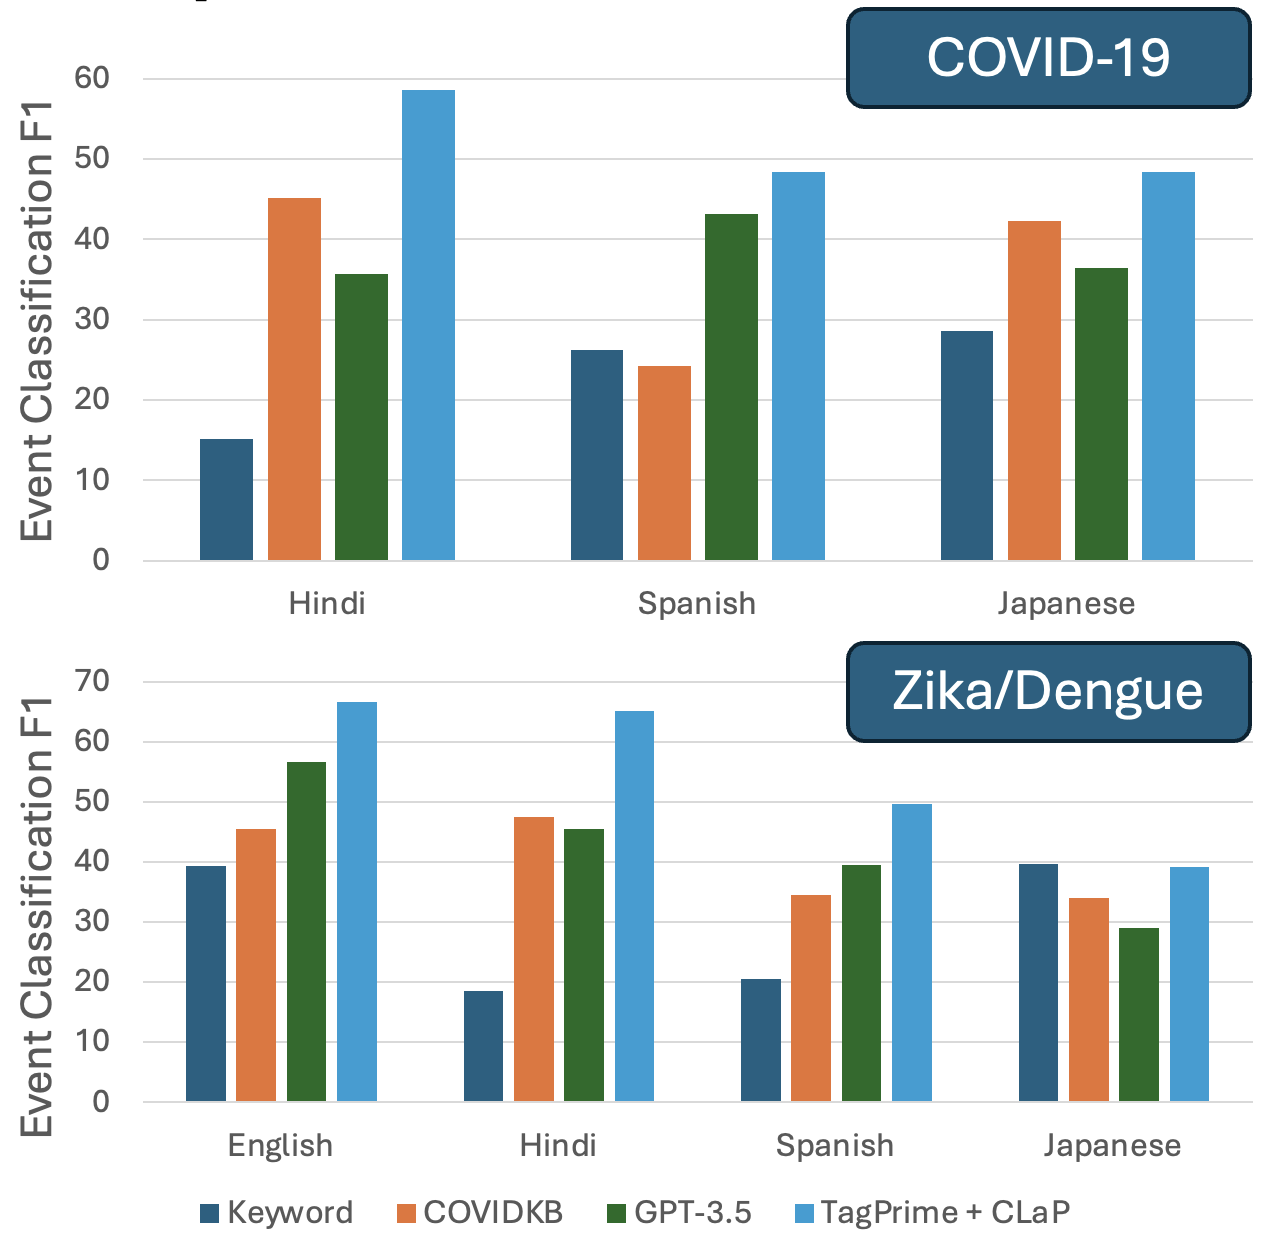 COVID-19
Event Classification F1
60
50
40
30
20
10
0
Hindi Spanish Japanese
Zika/Dengue
Event Classification F1
70
60
50
40
30
20
10
0
English Hindi Spanish Japanese
Keyword COVIDKB GPT-3.5 TagPrime + CLaP